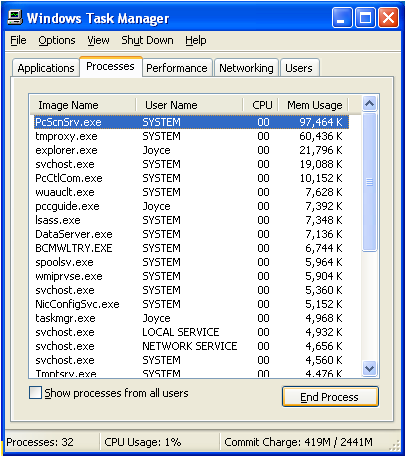 Windows Task Manager
File Options View Shut Down Help
Applications Processes Performance Networking Users
Image Name User Name CPU Mem Usage
PcScnSrv.exe SYSTEM 00 97,464 K
tmproxy.exe SYSTEM 00 60,436 K
explorer.exe Joyce 00 21,796 K
svchost.exe SYSTEM 00 19,088 K
PcCtlCom.exe SYSTEM 00 10,152 K
wuauclt.exe SYSTEM 00 7,628 K
pccguide.exe Joyce 00 7,392 K
lsass.exe SYSTEM 00 7,348 K
DataServer.exe SYSTEM 00 7,136 K
BCMWLTRY.EXE SYSTEM 00 6,744 K
spoolsv.exe SYSTEM 00 5,964 K
wmiprvse.exe SYSTEM 00 5,904 K
svchost.exe SYSTEM 00 5,360 K
NicConfigSvc.exe SYSTEM 00 5,152 K
taskmgr.exe Joyce 00 4,968 K
svchost.exe LOCAL SERVICE 00 4,932 K
svchost.exe NETWORK SERVICE 00 4,656 K
svchost.exe SYSTEM 00 4,560 K
Tmntsrv.exe SYSTEM 00 4,476 K
Show processes from all users
End Process
Processes: 32 CPU Usage: 1% Commit Charge: 419M / 2441M